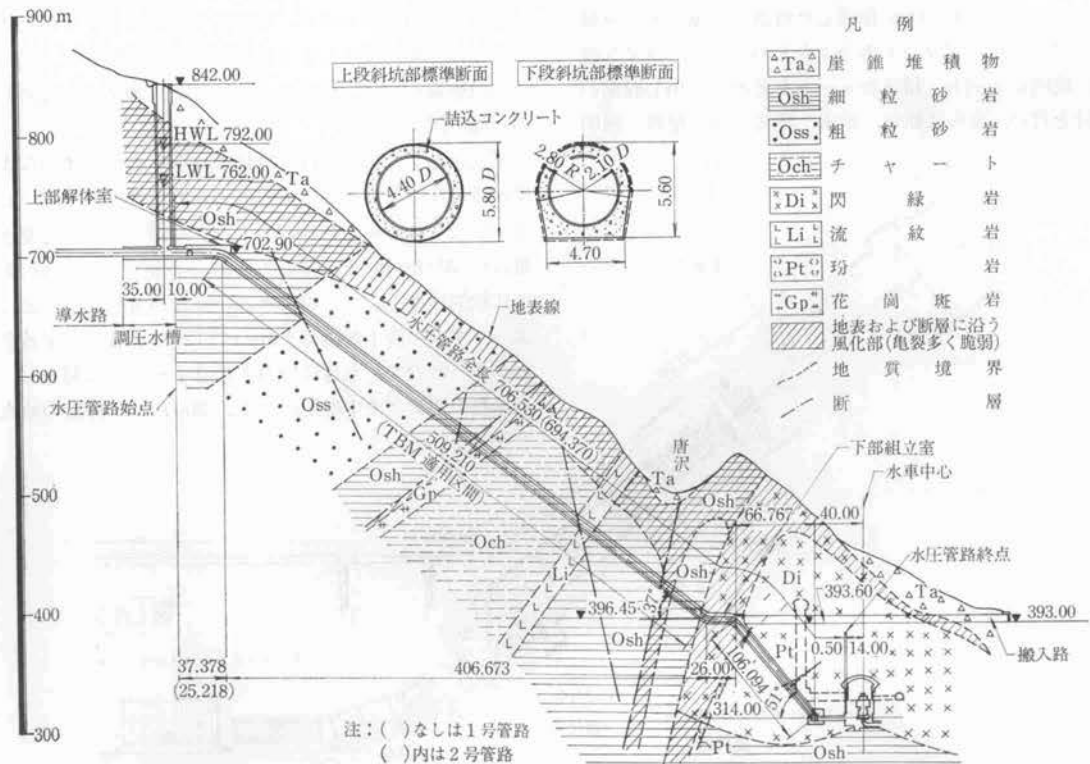 900 m
800
700
600
500
400
300
842.00
HWL 792.00
LWL 762.00
Ta
上部解体室
Osh
702.90
35.00
10.00
導水路
調圧水槽
水圧管路始点
上段斜坑部標準断面
下段斜坑部標準断面
詰込コンクリート
4.40 D
5.80 D
2.80 R
2.10 D
5.60
4.70
地表線
水圧管路全長 706.530(694.370)
509.210
(TBM 適用区間)
Oss
Osh
Gp
Och
Li
唐沢
Ta
Osh
Osh
37°
396.45
Osh
下部組立室
水車中心
66.767
40.00
水圧管路終点
Di
393.60
Ta
393.00
搬入路
Pt
0.50
14.00
106.094
51°
26.00
314.00
Pt
Osh
37.378
(25.218)
406.673
注:( )なしは1号管路
( )内は2号管路
凡例
Ta 崖錐堆積物
Osh 細粒砂岩
Oss 粗粒砂岩
Och チャート
Di 閃緑岩
Li 流紋岩
Pt 玢岩
Gp 花崗斑岩
地表および断層に沿う
風化部(亀裂多く脆弱)
地質境界
断層